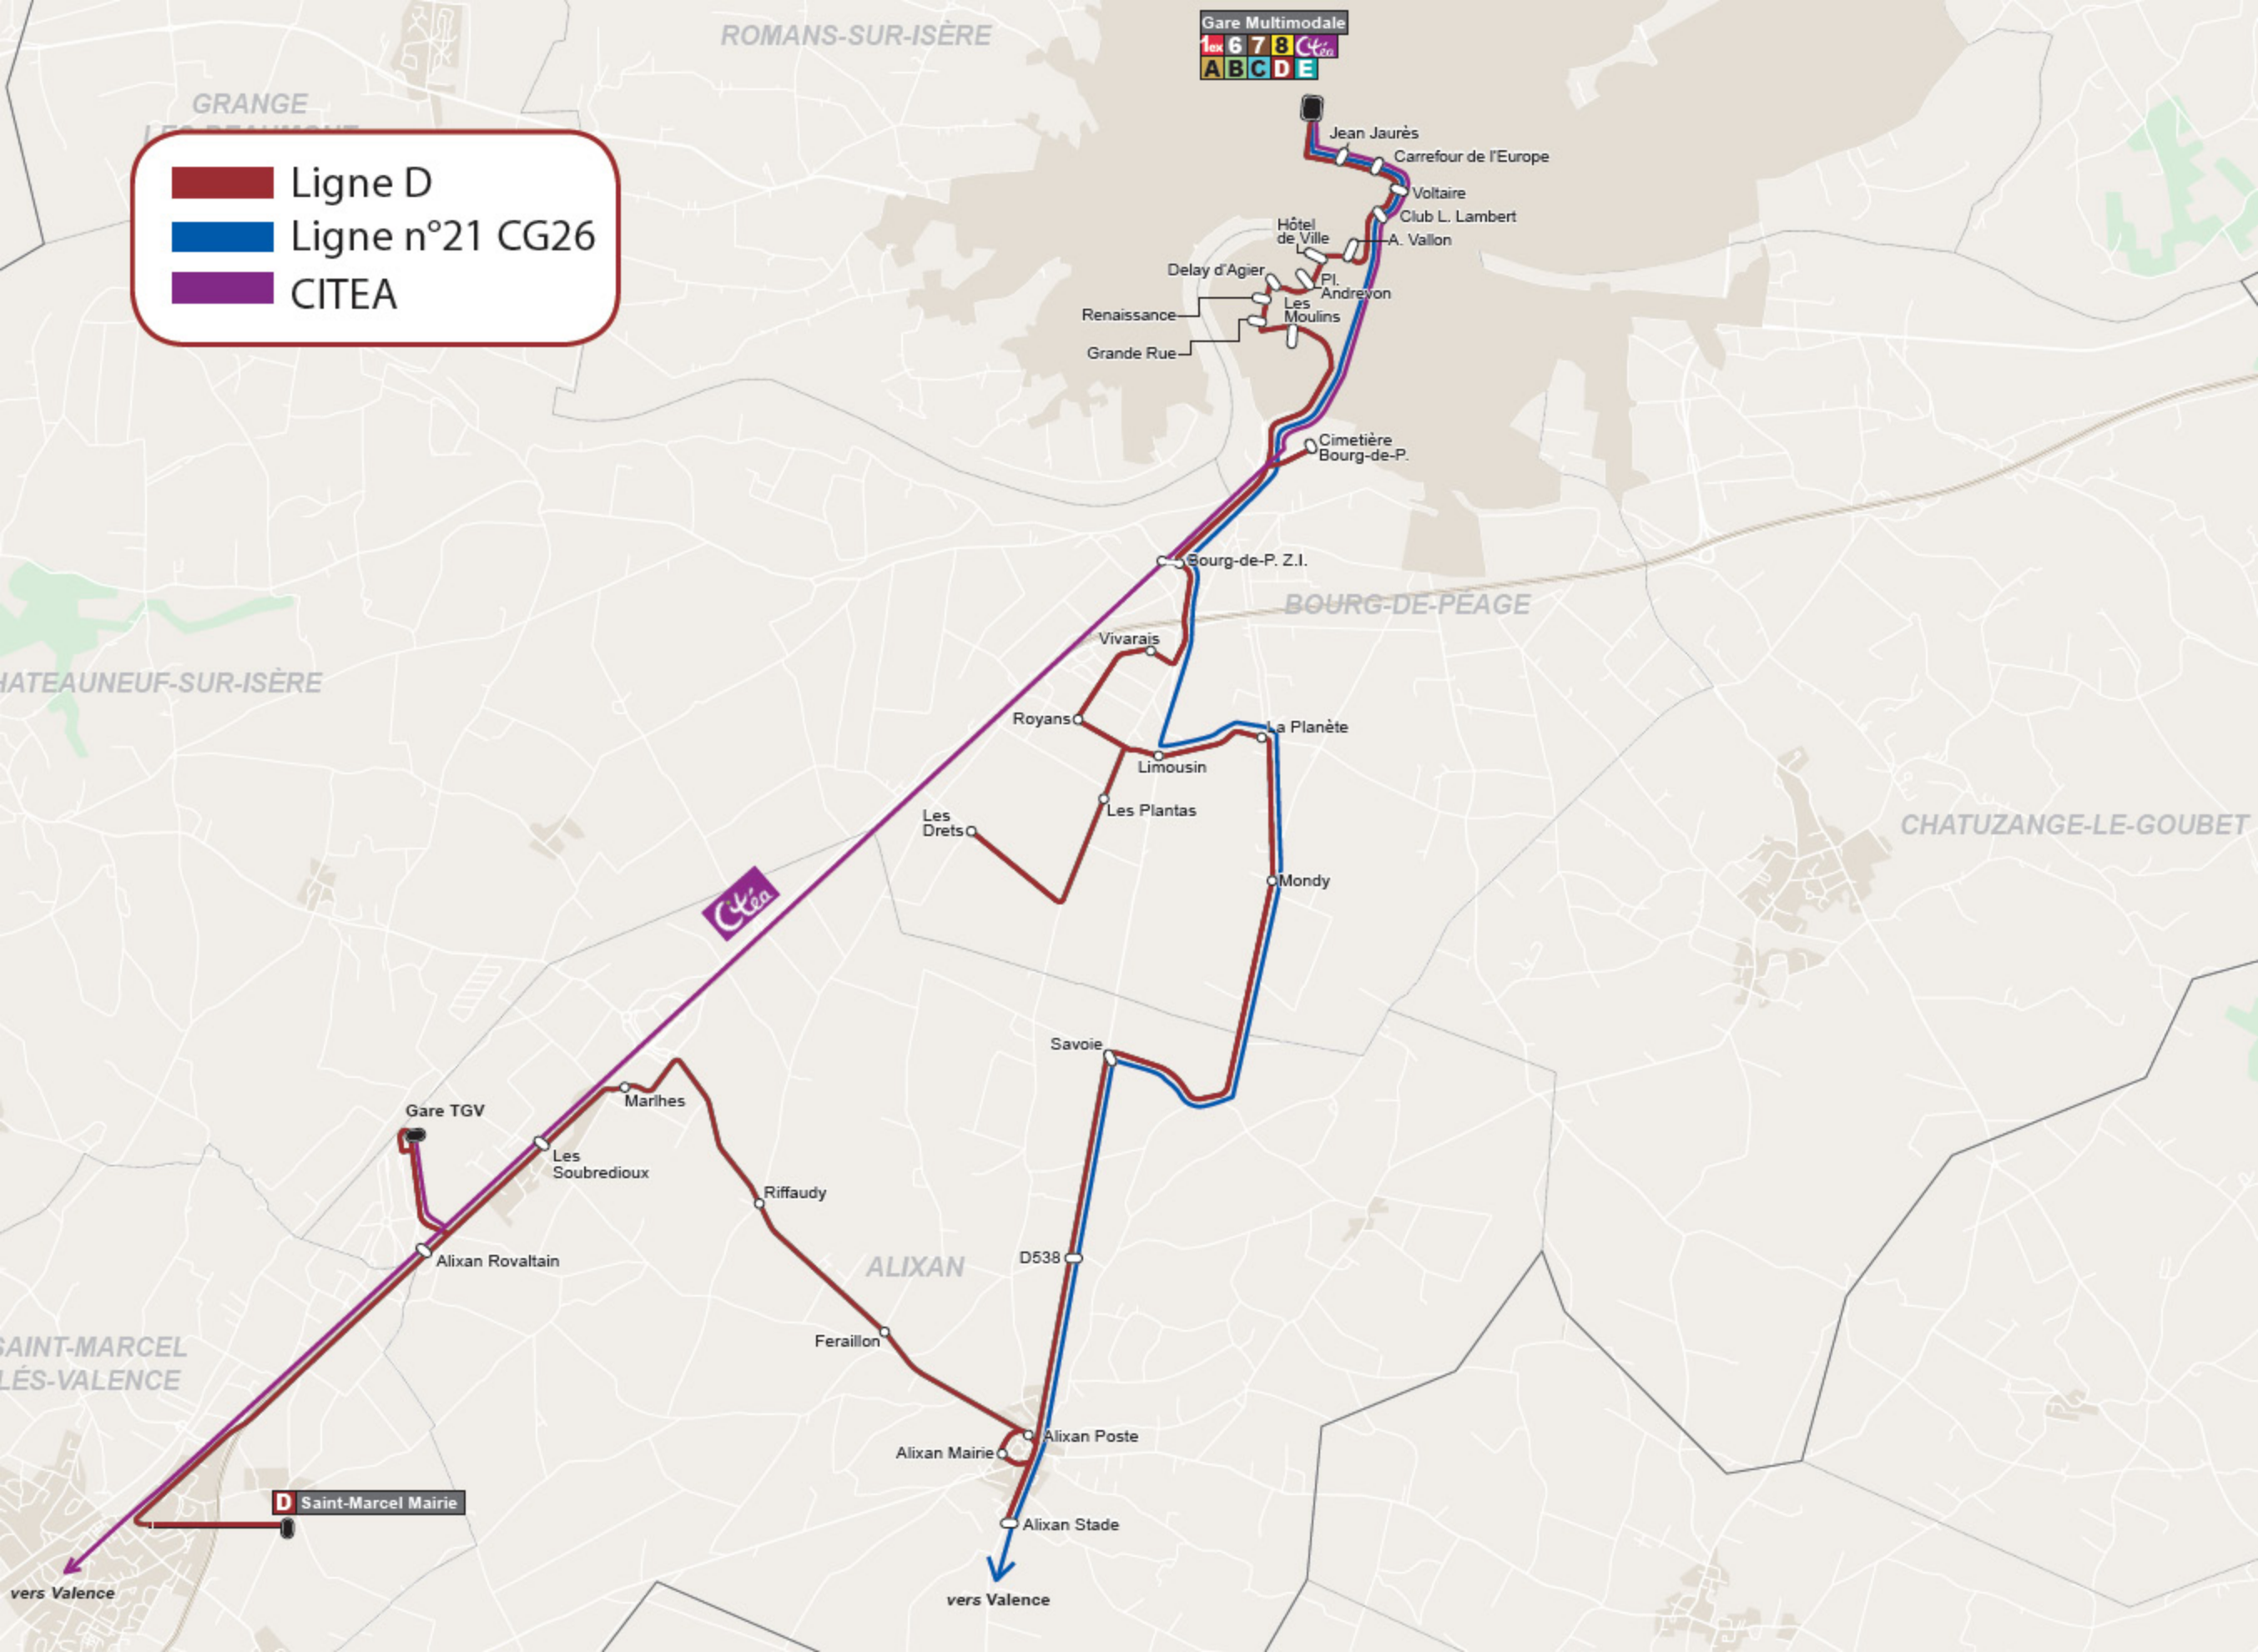 ROMANS-SUR-ISÈRE
Gare Multimodale
1ex 6 7 8 Citéa
A B C D E
GRANGE
Ligne D
Ligne n°21 CG26
CITEA
Jean Jaurès
Carrefour de l'Europe
Voltaire
Club L. Lambert
Hôtel
de Ville
A. Vallon
Delay d'Agier
Pl.
Andrevon
Renaissance
Les
Moulins
Grande Rue
Cimetière
Bourg-de-P.
Bourg-de-P. Z.I.
BOURG-DE-PÉAGE
Vivarais
HATEAUNEUF-SUR-ISÈRE
Royans
La Planète
Limousin
Les Plantas
Les
Drets
CHATUZANGE-LE-GOUBET
Citéa
Mondy
Savoie
Marlhes
Gare TGV
Les
Soubredioux
Riffaudy
Alixan Rovaltain
D538
ALIXAN
Feraillon
SAINT-MARCEL
LÉS-VALENCE
Alixan Poste
Alixan Mairie
D Saint-Marcel Mairie
Alixan Stade
vers Valence
vers Valence